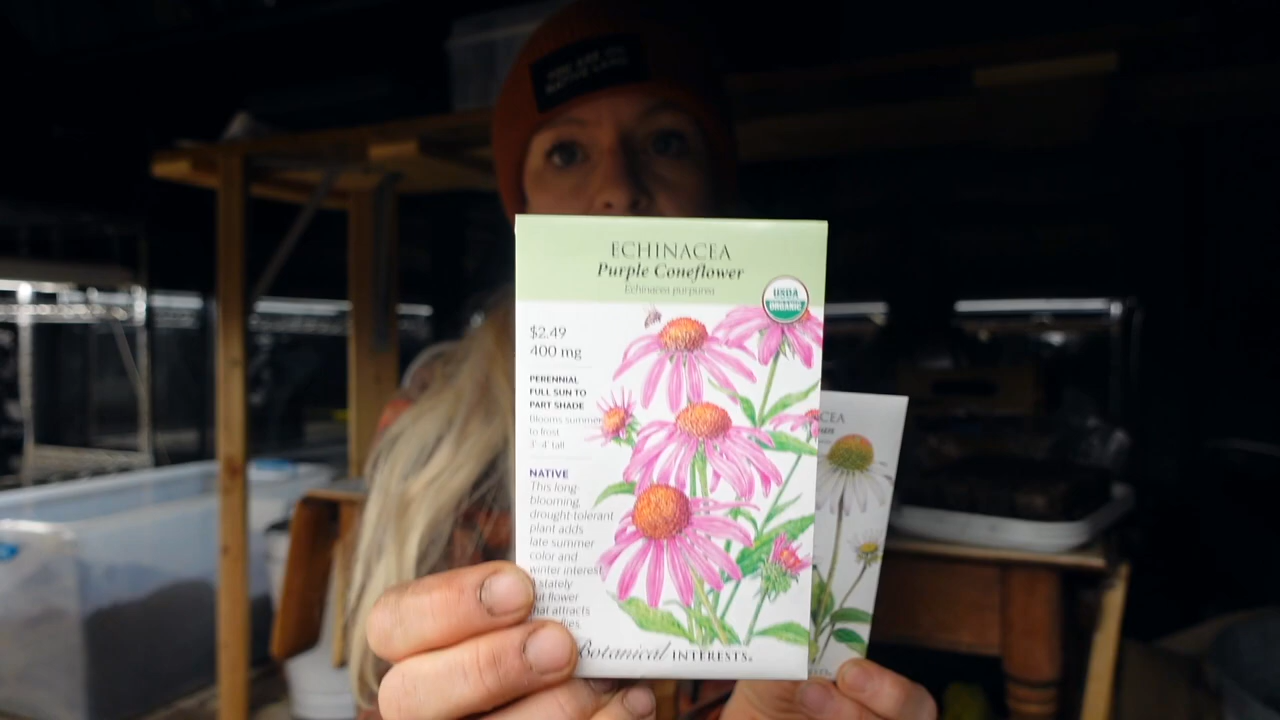 ECHINACEA
Purple Coneflower
Echinacea purpurea
USDA
ORGANIC
$2.49
400 mg
PERENNIAL
FULL SUN TO
PART SHADE
Blooms summer
to frost
3'-4' tall
NATIVE
This long-
blooming,
drought-tolerant
plant adds
late summer
color and
winter interest.
stately
flower
attracts
Botanical INTERESTS